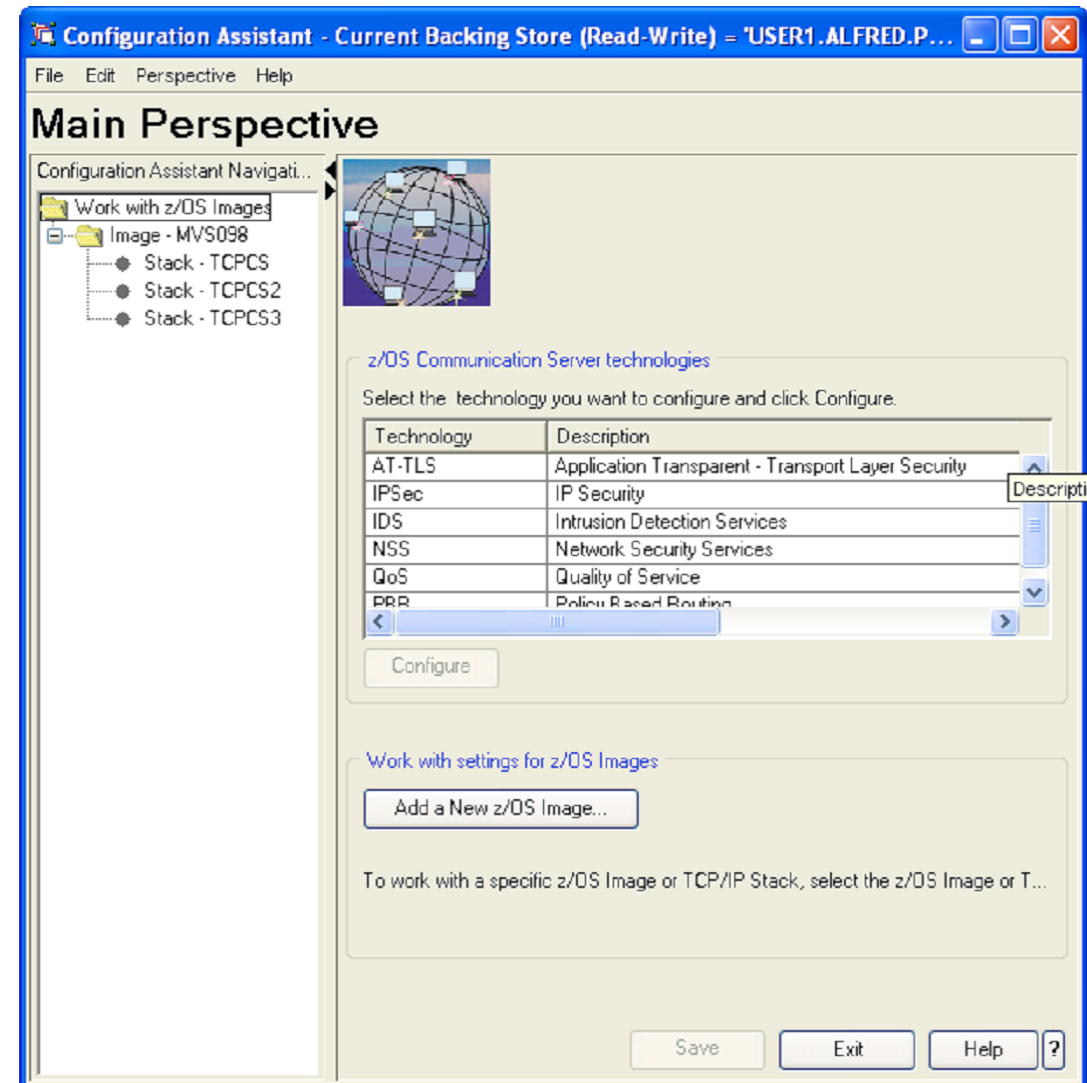 Configuration Assistant - Current Backing Store (Read-Write) = 'USER1.ALFRED.P...
File Edit Perspective Help
Main Perspective
Configuration Assistant Navigati...
Work with z/OS Images
Image - MVS098
Stack - TCPCS
Stack - TCPCS2
Stack - TCPCS3
z/OS Communication Server technologies
Select the technology you want to configure and click Configure.
Technology Description
AT-TLS Application Transparent - Transport Layer Security
Descripti
IPSec IP Security
IDS Intrusion Detection Services
NSS Network Security Services
QoS Quality of Service
PBR Policy Based Routing
Configure
Work with settings for z/OS Images
Add a New z/OS Image...
To work with a specific z/OS Image or TCP/IP Stack, select the z/OS Image or T...
Save Exit Help ?